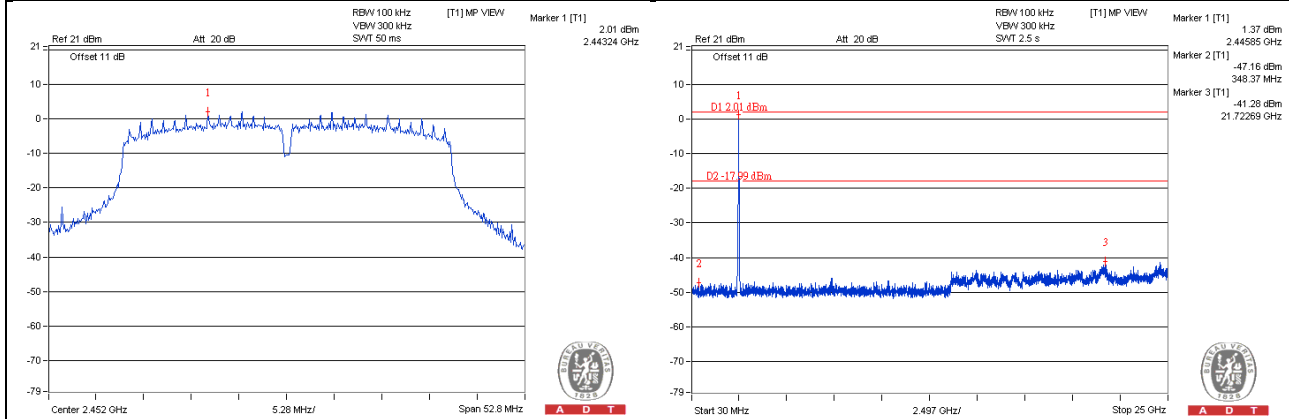 RBW 100 kHz [T1] MP VIEW
VBW 300 kHz
Ref 21 dBm Att 20 dB SWT 50 ms
Marker 1 [T1]
2.01 dBm
2.44324 GHz
21
Offset 11 dB
10
0
-10
-20
-30
-40
-50
-60
-70
-79
1
Center 2.452 GHz 5.28 MHz/ Span 52.8 MHz
BUREAU VERITAS
1828
A D T
RBW 100 kHz [T1] MP VIEW
VBW 300 kHz
Ref 21 dBm Att 20 dB SWT 2.5 s
Marker 1 [T1]
1.37 dBm
2.44585 GHz
Marker 2 [T1]
-47.16 dBm
348.37 MHz
Marker 3 [T1]
-41.28 dBm
21.72269 GHz
21
Offset 11 dB
10
0
-10
-20
-30
-40
-50
-60
-70
-79
1
D1 2.01 dBm
D2 -17.99 dBm
2
3
Start 30 MHz 2.497 GHz/ Stop 25 GHz
BUREAU VERITAS
1828
A D T